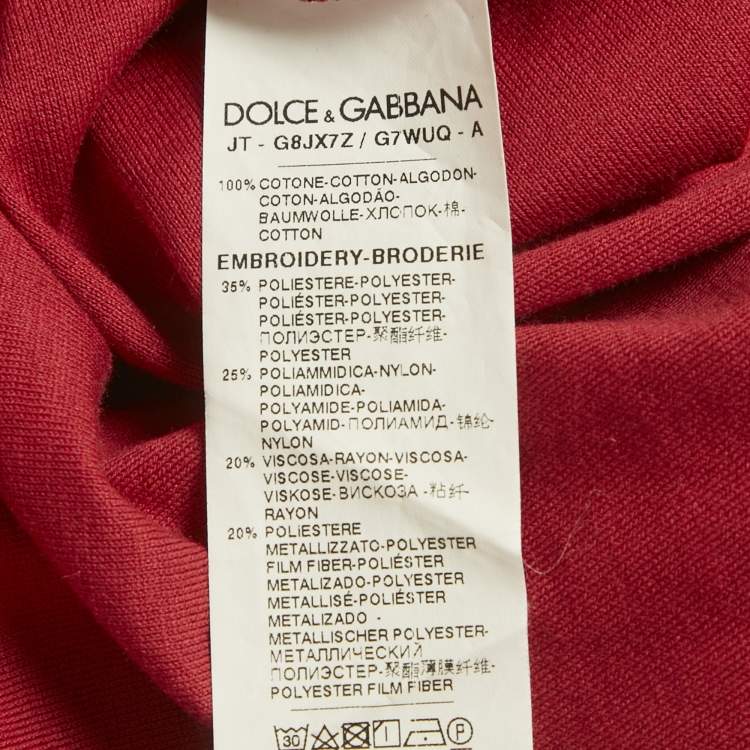 DOLCE & GABBANA
JT - G8JX7Z / G7WUQ - A
100% COTONE-COTTON-ALGODON-
COTON-ALGODÃO-
BAUMWOLLE-ХЛОПОК-棉-
COTTON
EMBROIDERY-BRODERIE
35% POLIESTERE-POLYESTER-
POLIÉSTER-POLYESTER-
POLIÉSTER-POLYESTER-
ПОЛИЭСТЕР-聚酯纤维-
POLYESTER
25% POLIAMMIDICA-NYLON-
POLIAMIDICA-
POLYAMIDE-POLIAMIDA-
POLYAMID-ПОЛИАМИД-锦纶-
NYLON
20% VISCOSA-RAYON-VISCOSA-
VISCOSE-VISCOSE-
VISKOSE-ВИСКОЗА -粘纤-
RAYON
20% POLIESTERE
METALLIZZATO-POLYESTER
FILM FIBER-POLIÉSTER
METALIZADO-POLYESTER
METALLISÉ-POLIÉSTER
METALIZADO -
METALLISCHER POLYESTER-
МЕТАЛЛИЧЕСКИЙ
ПОЛИЭСТЕР-聚酯薄膜纤维-
POLYESTER FILM FIBER
30 P